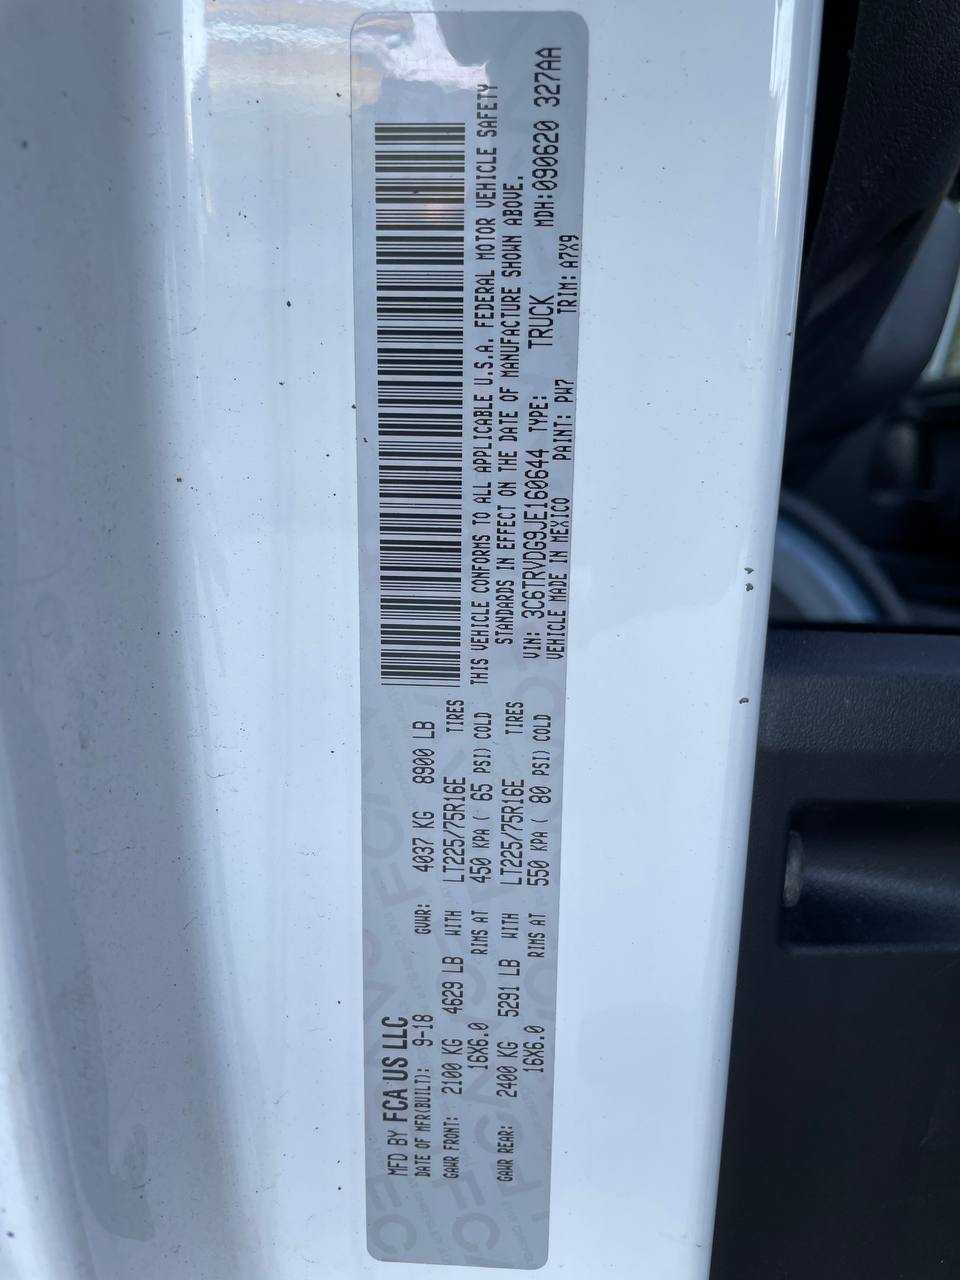 MFD BY FCA US LLC
DATE OF MFR(BUILT): 9-18 GVWR: 4037 KG 8900 LB
GAWR FRONT: 2100 KG 4629 LB WITH LT225/75R16E TIRES
16X6.0 RIMS AT 450 KPA ( 65 PSI) COLD
GAWR REAR: 2400 KG 5291 LB WITH LT225/75R16E TIRES
16X6.0 RIMS AT 550 KPA ( 80 PSI) COLD
THIS VEHICLE CONFORMS TO ALL APPLICABLE U.S.A. FEDERAL MOTOR VEHICLE SAFETY
STANDARDS IN EFFECT ON THE DATE OF MANUFACTURE SHOWN ABOVE.
VIN: 3C6TRVDG9JE160644 TYPE: TRUCK MDH:090620 327AA
VEHICLE MADE IN MEXICO PAINT: PW7 TRIM: A7X9